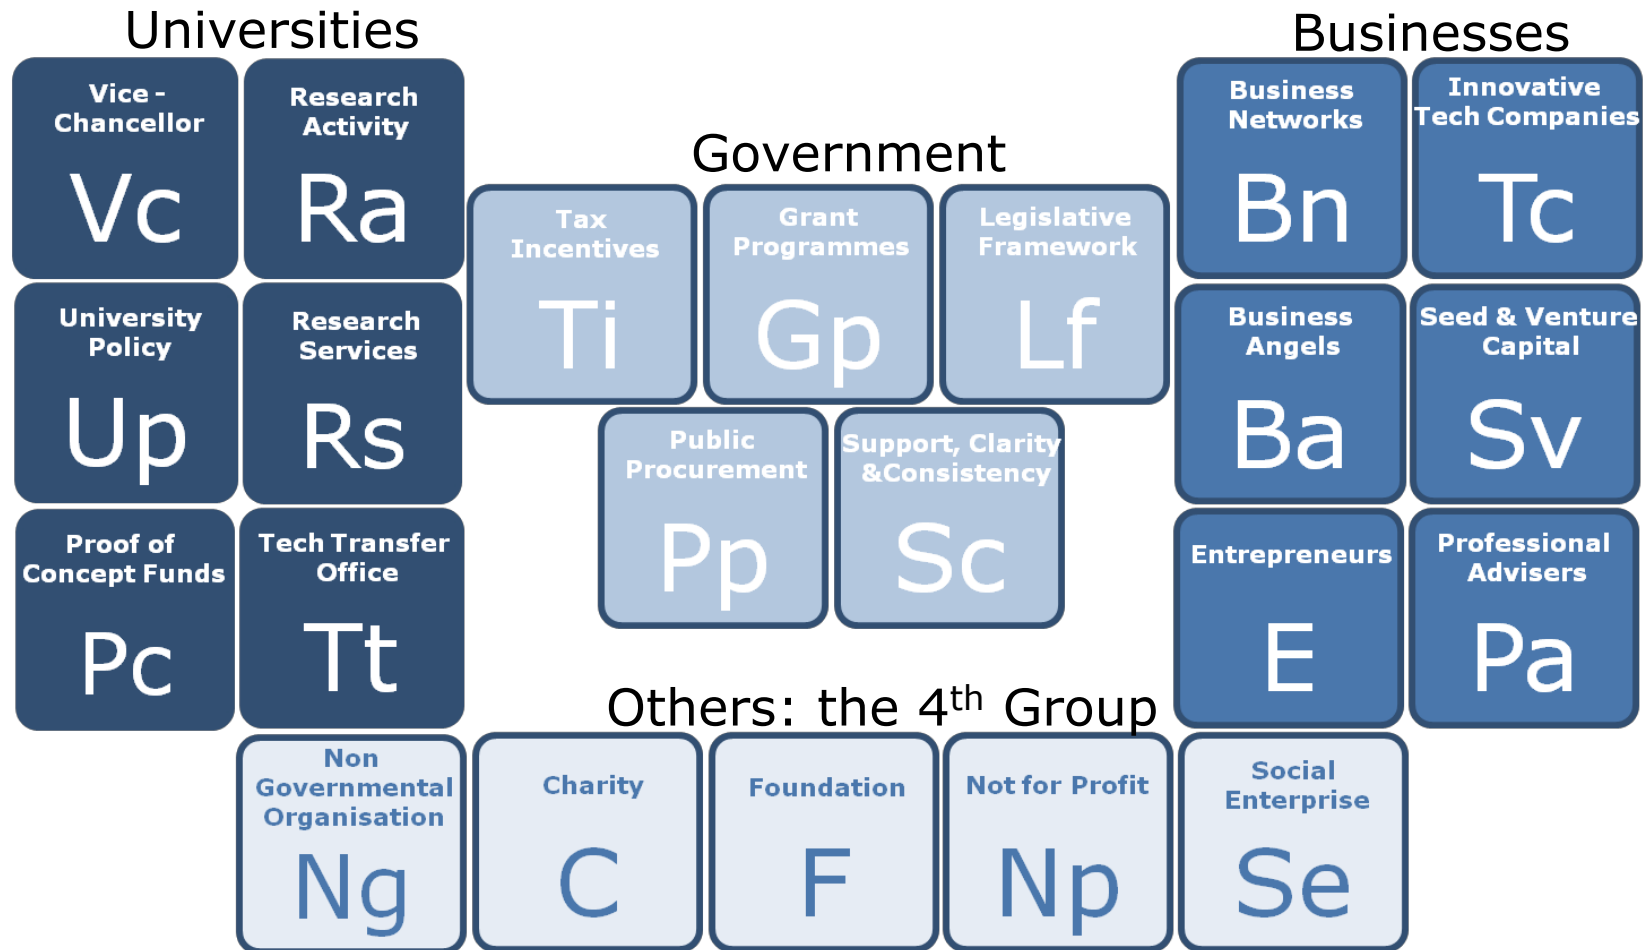 Universities
Vice -
Chancellor
Vc
Research
Activity
Ra
University
Policy
Up
Research
Services
Rs
Proof of
Concept Funds
Pc
Tech Transfer
Office
Tt
Government
Tax
Incentives
Ti
Grant
Programmes
Gp
Legislative
Framework
Lf
Public
Procurement
Pp
Support, Clarity
&Consistency
Sc
Businesses
Business
Networks
Bn
Innovative
Tech Companies
Tc
Business
Angels
Ba
Seed & Venture
Capital
Sv
Entrepreneurs
E
Professional
Advisers
Pa
Others: the 4th Group
Non
Governmental
Organisation
Ng
Charity
C
Foundation
F
Not for Profit
Np
Social
Enterprise
Se